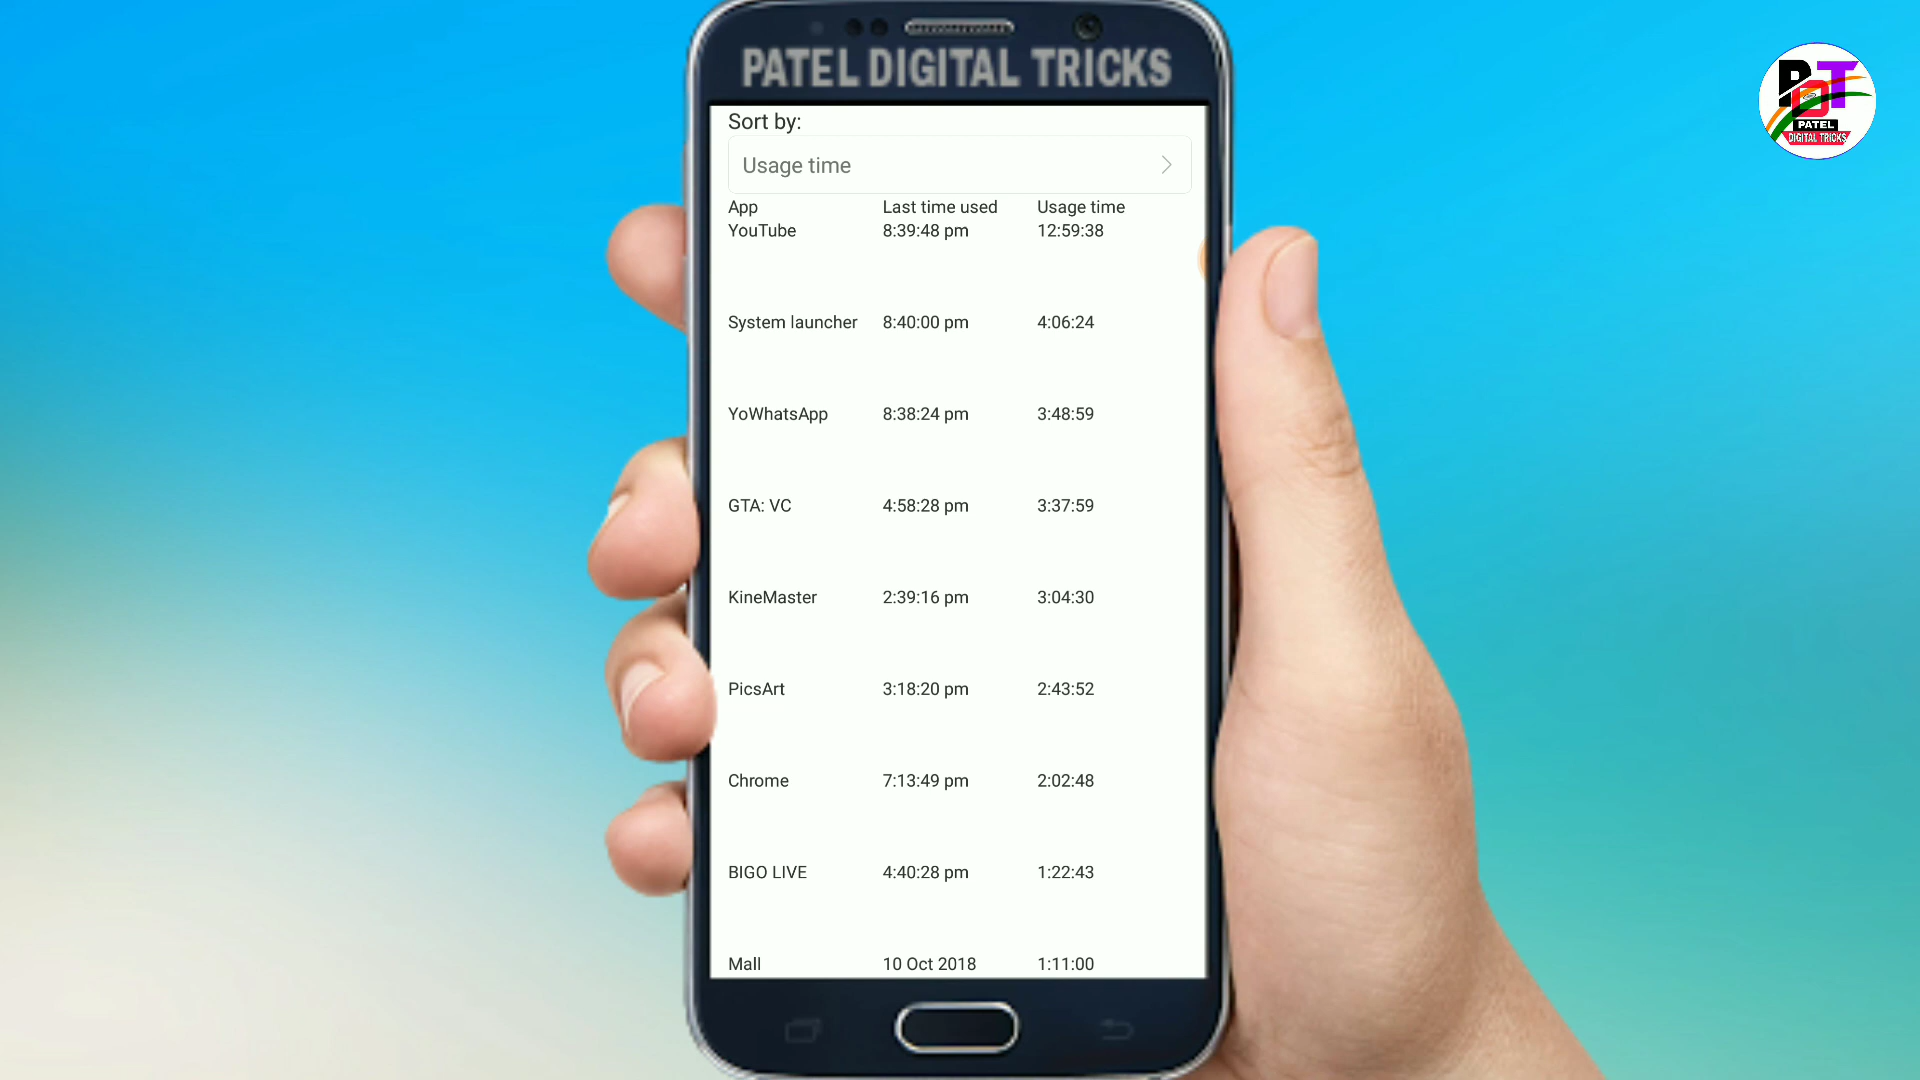 PATEL DIGITAL TRICKS
PDT
PATEL
DIGITAL TRICKS
Sort by:
Usage time
App Last time used Usage time
YouTube 8:39:48 pm 12:59:38
System launcher 8:40:00 pm 4:06:24
YoWhatsApp 8:38:24 pm 3:48:59
GTA: VC 4:58:28 pm 3:37:59
KineMaster 2:39:16 pm 3:04:30
PicsArt 3:18:20 pm 2:43:52
Chrome 7:13:49 pm 2:02:48
BIGO LIVE 4:40:28 pm 1:22:43
Mall 10 Oct 2018 1:11:00